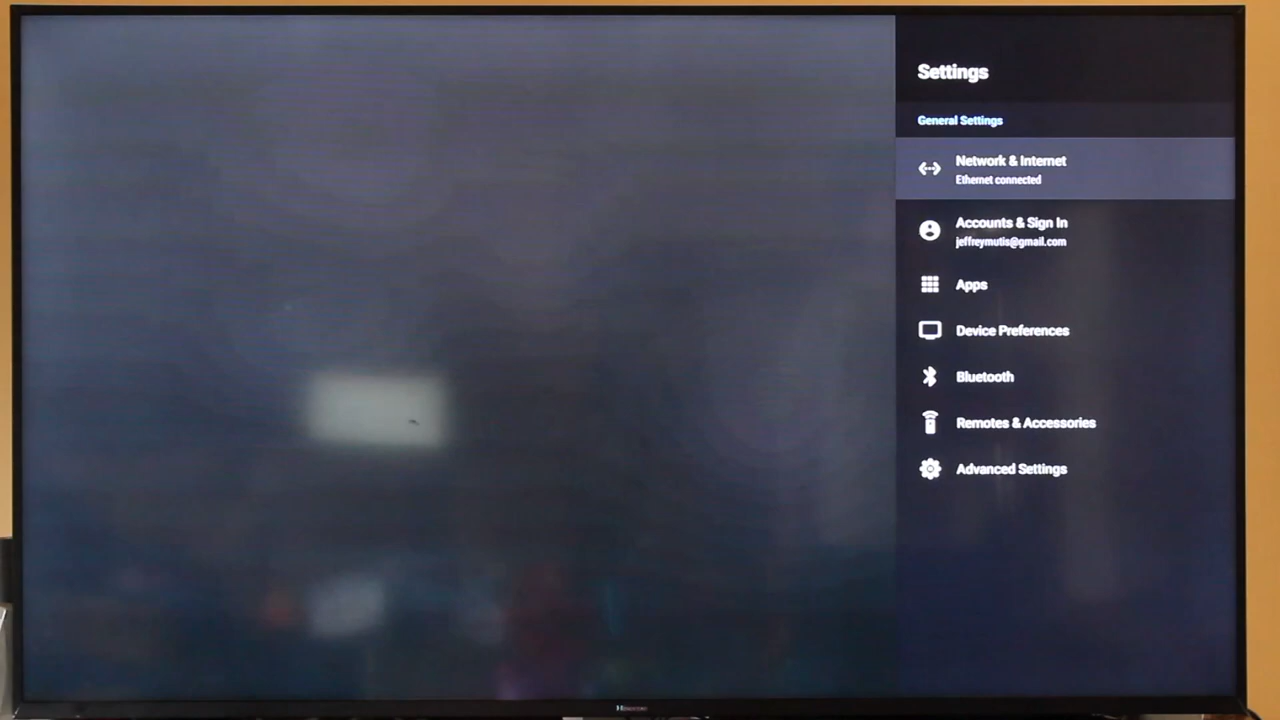 Settings
General Settings
Network & Internet
Ethernet connected
Accounts & Sign In
jeffreymutis@gmail.com
Apps
Device Preferences
Bluetooth
Remotes & Accessories
Advanced Settings
Hisense